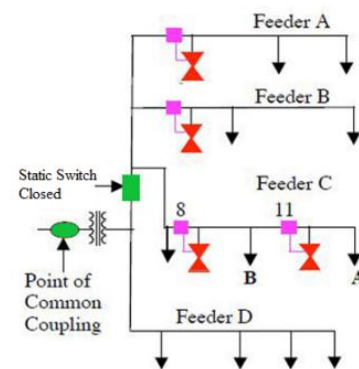 Feeder A
Feeder B
Static Switch
Closed
Feeder C
8
11
B
A
Point of
Common
Coupling
Feeder D